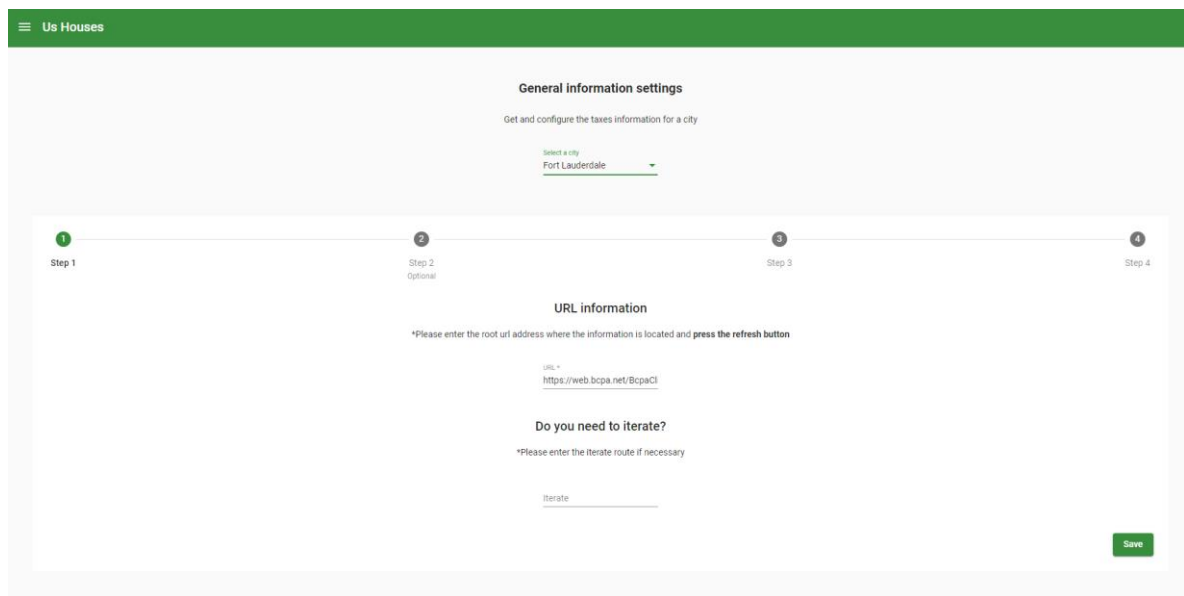 Us Houses
General information settings
Get and configure the taxes information for a city
Select a city
Fort Lauderdale
1
2
3
4
Step 1
Step 2
Step 3
Step 4
Optional
URL information
*Please enter the root url address where the information is located and press the refresh button
URL *
https://web.bcpa.net/BcpaCl
Do you need to iterate?
*Please enter the iterate route if necessary
Iterate
Save